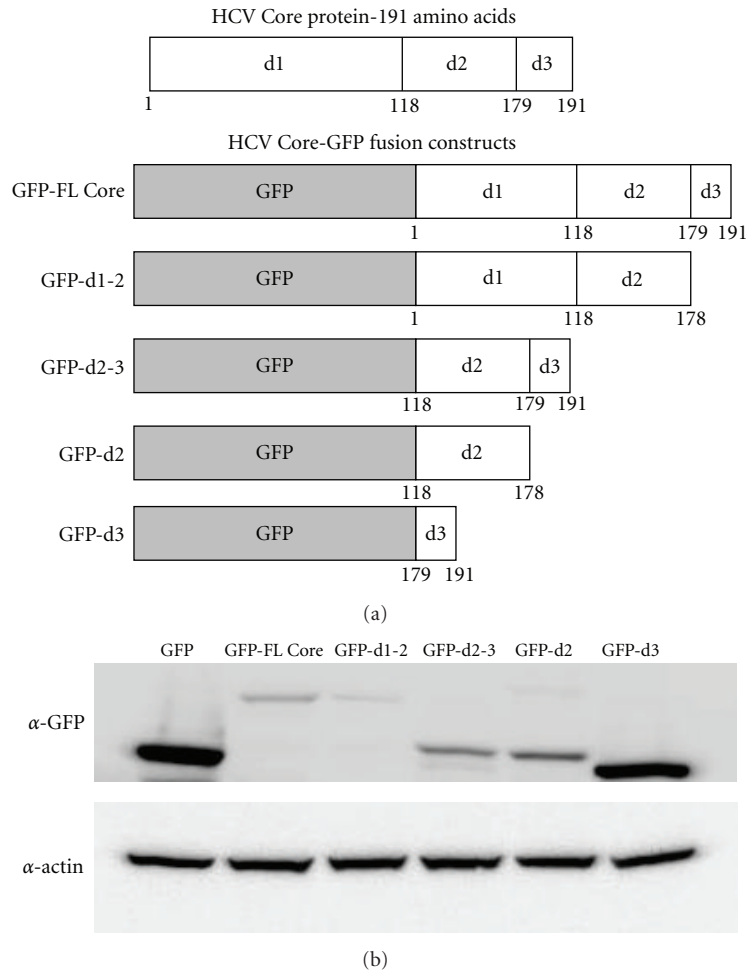 HCV Core protein-191 amino acids
d1 d2 d3
1 118 179 191
HCV Core-GFP fusion constructs
GFP-FL Core GFP d1 d2 d3
1 118 179 191
GFP-d1-2 GFP d1 d2
1 118 178
GFP-d2-3 GFP d2 d3
118 179 191
GFP-d2 GFP d2
118 178
GFP-d3 GFP d3
179 191
(a)
GFP GFP-FL Core GFP-d1-2 GFP-d2-3 GFP-d2 GFP-d3
α-GFP
α-actin
(b)